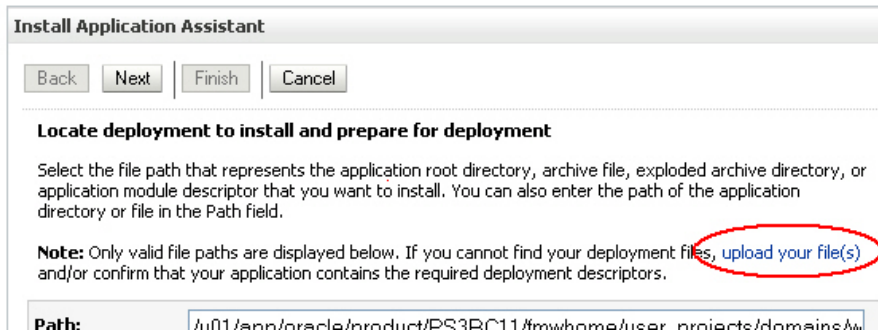 Install Application Assistant
Back Next Finish Cancel
Locate deployment to install and prepare for deployment
Select the file path that represents the application root directory, archive file, exploded archive directory, or
application module descriptor that you want to install. You can also enter the path of the application
directory or file in the Path field.
Note: Only valid file paths are displayed below. If you cannot find your deployment files, upload your file(s)
and/or confirm that your application contains the required deployment descriptors.
Path: /u01/app/oracle/product/PS3RC11/fmwhome/user_projects/domains/w